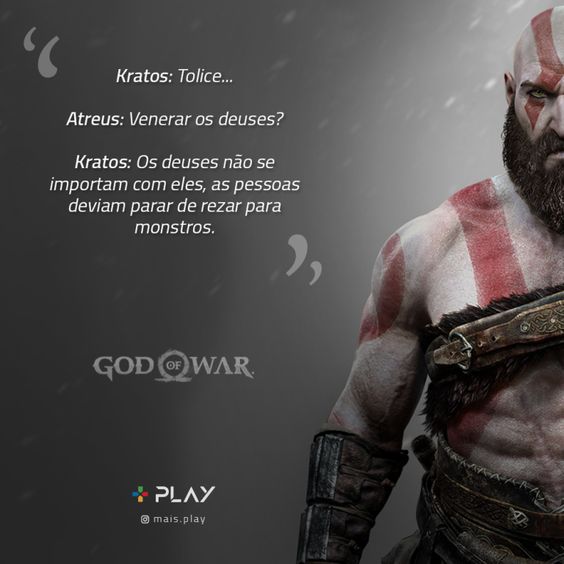 Kratos: Tolice...
Atreus: Venerar os deuses?
Kratos: Os deuses não se
importam com eles, as pessoas
deviam parar de rezar para
monstros.
GOD OF WAR
PLAY
mais.play